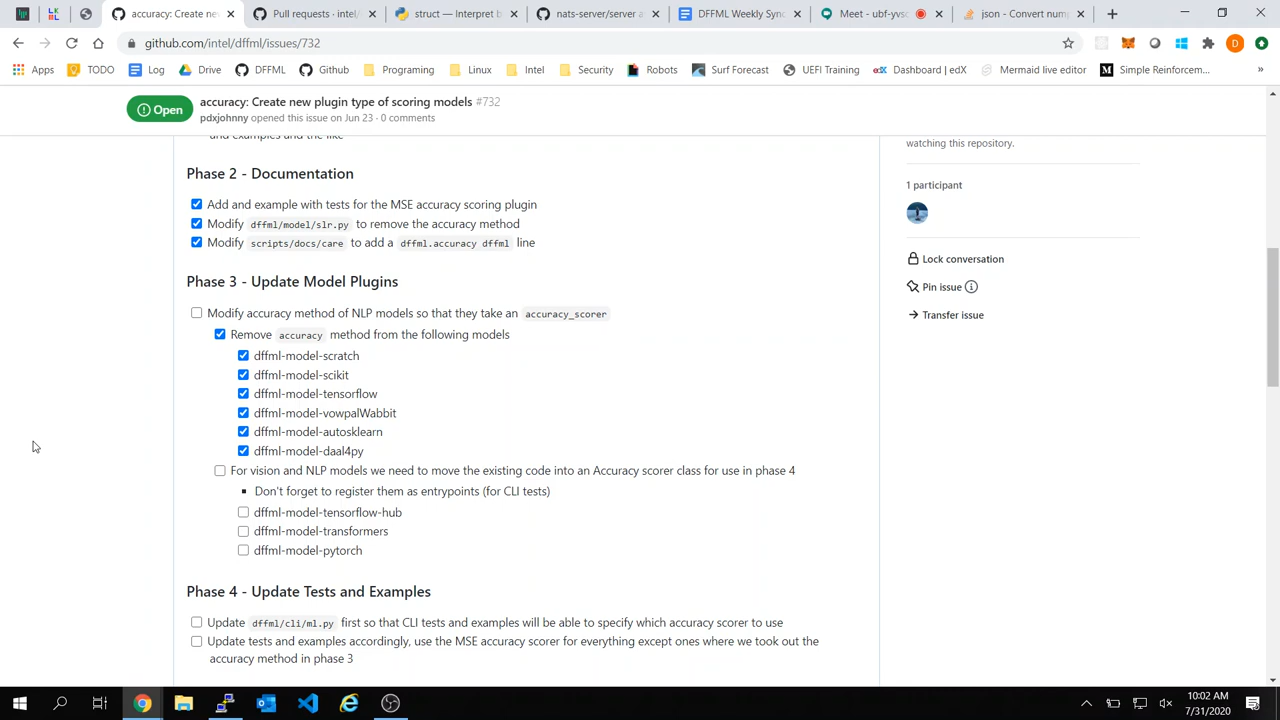 accuracy: Create new
Pull requests · intel/
struct — Interpret b
nats-server/server a
DFFML Weekly Sync
Meet - ubf-yvsc
json - Convert nump
github.com/intel/dffml/issues/732
Apps
TODO
Log
Drive
DFFML
Github
Programing
Linux
Intel
Security
Robots
Surf Forecast
UEFI Training
Dashboard | edX
Mermaid live editor
Simple Reinforcem...
»
Open
accuracy: Create new plugin type of scoring models #732
pdxjohnny opened this issue on Jun 23 · 0 comments
and examples and the like
watching this repository.
Phase 2 - Documentation
1 participant
Add and example with tests for the MSE accuracy scoring plugin
Modify dffml/model/slr.py to remove the accuracy method
Modify scripts/docs/care to add a dffml.accuracy dffml line
Lock conversation
Pin issue
Transfer issue
Phase 3 - Update Model Plugins
Modify accuracy method of NLP models so that they take an accuracy_scorer
Remove accuracy method from the following models
dffml-model-scratch
dffml-model-scikit
dffml-model-tensorflow
dffml-model-vowpalWabbit
dffml-model-autosklearn
dffml-model-daal4py
For vision and NLP models we need to move the existing code into an Accuracy scorer class for use in phase 4
Don't forget to register them as entrypoints (for CLI tests)
dffml-model-tensorflow-hub
dffml-model-transformers
dffml-model-pytorch
Phase 4 - Update Tests and Examples
Update dffml/cli/ml.py first so that CLI tests and examples will be able to specify which accuracy scorer to use
Update tests and examples accordingly, use the MSE accuracy scorer for everything except ones where we took out the
accuracy method in phase 3
10:02 AM
7/31/2020